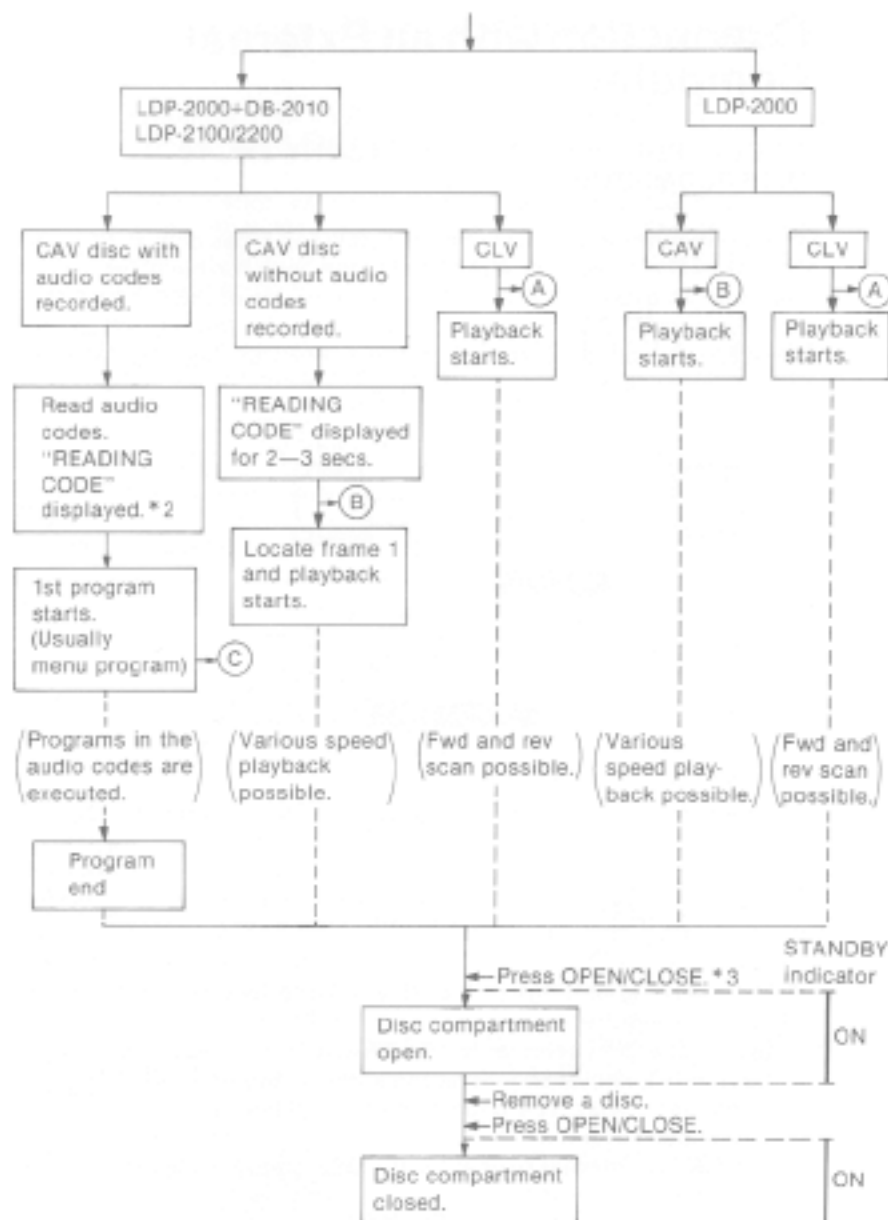 LDP-2000+DB-2010
LDP-2100/2200
LDP-2000
CAV disc with
audio codes
recorded.
CAV disc
without audio
codes
recorded.
CLV
CAV
CLV
A
B
A
Playback
starts.
Playback
starts.
Playback
starts.
Read audio
codes.
"READING
CODE"
displayed.*2
"READING
CODE" displayed
for 2—3 secs.
B
Locate frame 1
and playback
starts.
1st program
starts.
(Usually
menu program)
C
(Programs in the
audio codes are
executed.)
(Various speed
playback
possible.)
(Fwd and rev
scan possible.)
(Various
speed play-
back possible.)
(Fwd and
rev scan
possible.)
Program
end
STANDBY
indicator
Press OPEN/CLOSE.*3
Disc compartment
open.
ON
Remove a disc.
Press OPEN/CLOSE.
Disc compartment
closed.
ON